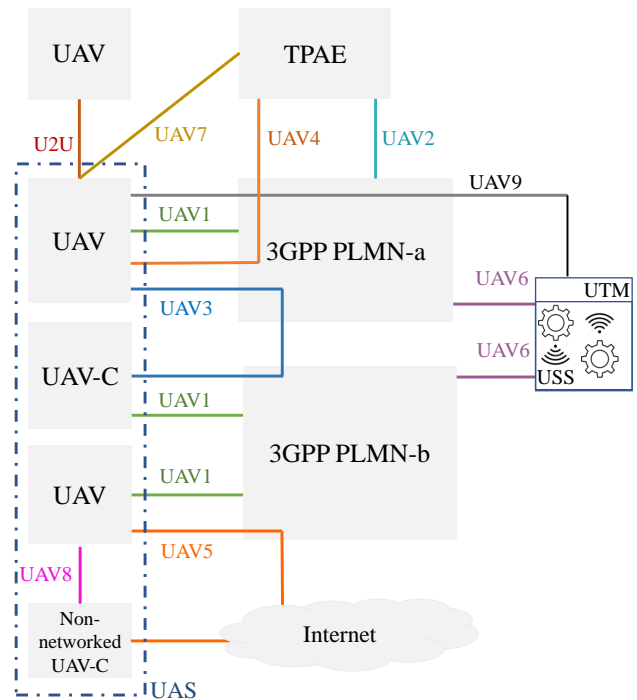 UAV
TPAE
U2U
UAV7
UAV4
UAV2
UAV9
UAV
UAV1
3GPP PLMN-a
UAV6
UTM
UAV3
UAV-C
UAV6
USS
UAV1
3GPP PLMN-b
UAV
UAV1
UAV5
UAV8
Non-
networked
UAV-C
Internet
UAS